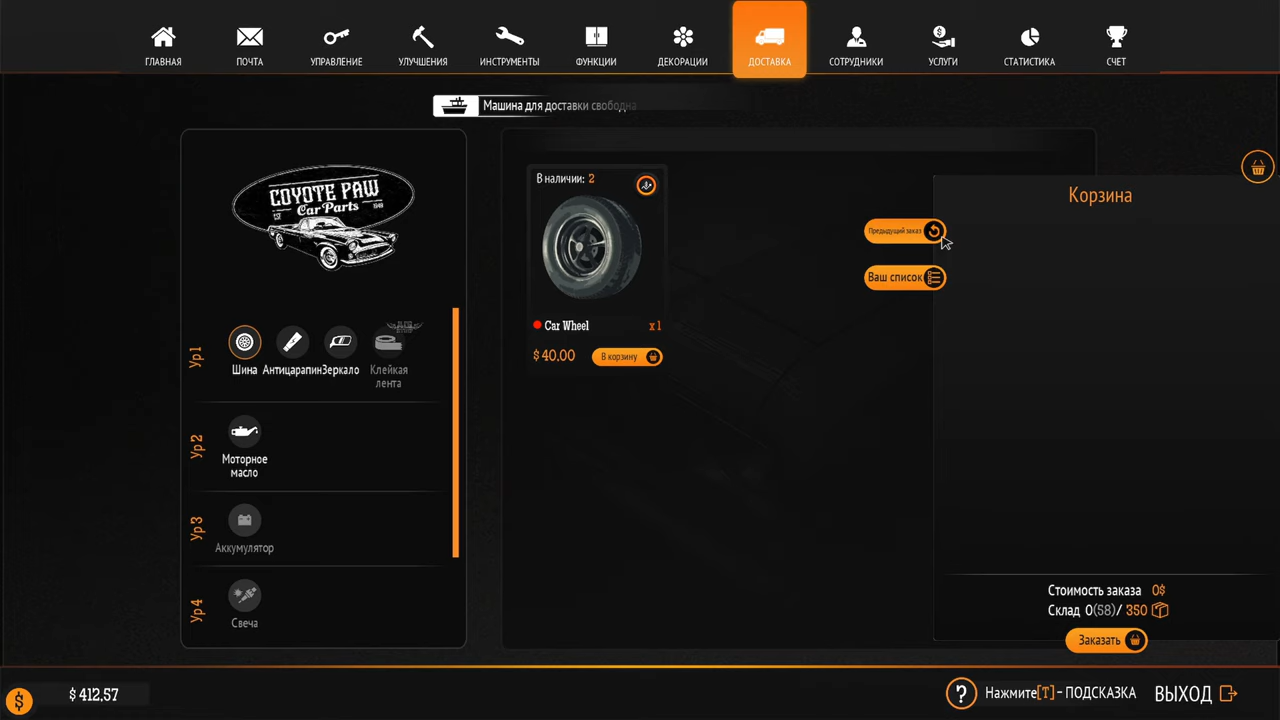 ГЛАВНАЯ
ПОЧТА
УПРАВЛЕНИЕ
УЛУЧШЕНИЯ
ИНСТРУМЕНТЫ
ФУНКЦИИ
ДЕКОРАЦИИ
ДОСТАВКА
СОТРУДНИКИ
УСЛУГИ
СТАТИСТИКА
СЧЕТ
Машина для доставки свободна
COYOTE PAW
Car Parts
Ур1
Шина
Антицарапин
Зеркало
Клейкая
лента
Ур2
Моторное
масло
Ур3
Аккумулятор
Ур4
Свеча
В наличии: 2
Car Wheel x 1
$ 40.00
В корзину
Предыдущий заказ
Ваш список
Корзина
Стоимость заказа 0$
Склад 0(58)/ 350
Заказать
$ 412,57
? Нажмите[T] - ПОДСКАЗКА
ВЫХОД